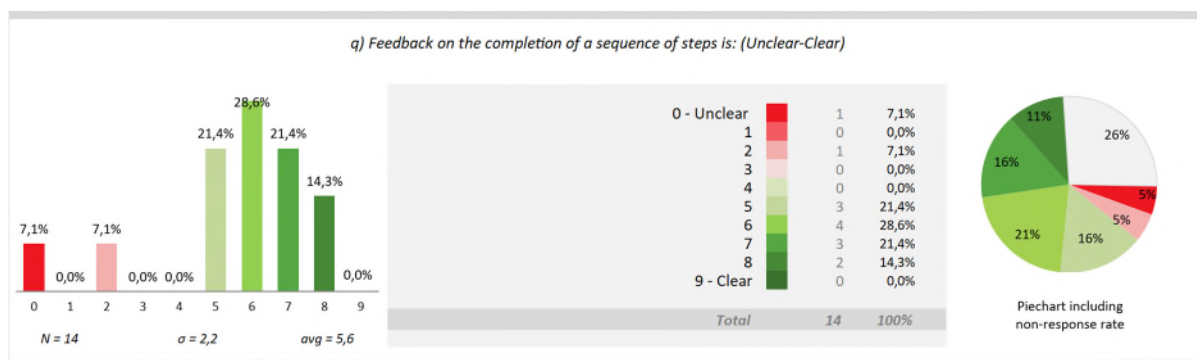 q) Feedback on the completion of a sequence of steps is: (Unclear-Clear)
28,6%
21,4% 21,4%
14,3%
7,1% 7,1%
0,0% 0,0% 0,0% 0,0%
0 1 2 3 4 5 6 7 8 9
N = 14 σ = 2,2 avg = 5,6
0 - Unclear 1 7,1%
1 0 0,0%
2 1 7,1%
3 0 0,0%
4 0 0,0%
5 3 21,4%
6 4 28,6%
7 3 21,4%
8 2 14,3%
9 - Clear 0 0,0%
Total 14 100%
11% 26%
16% 5%
5%
21% 16%
Piechart including
non-response rate